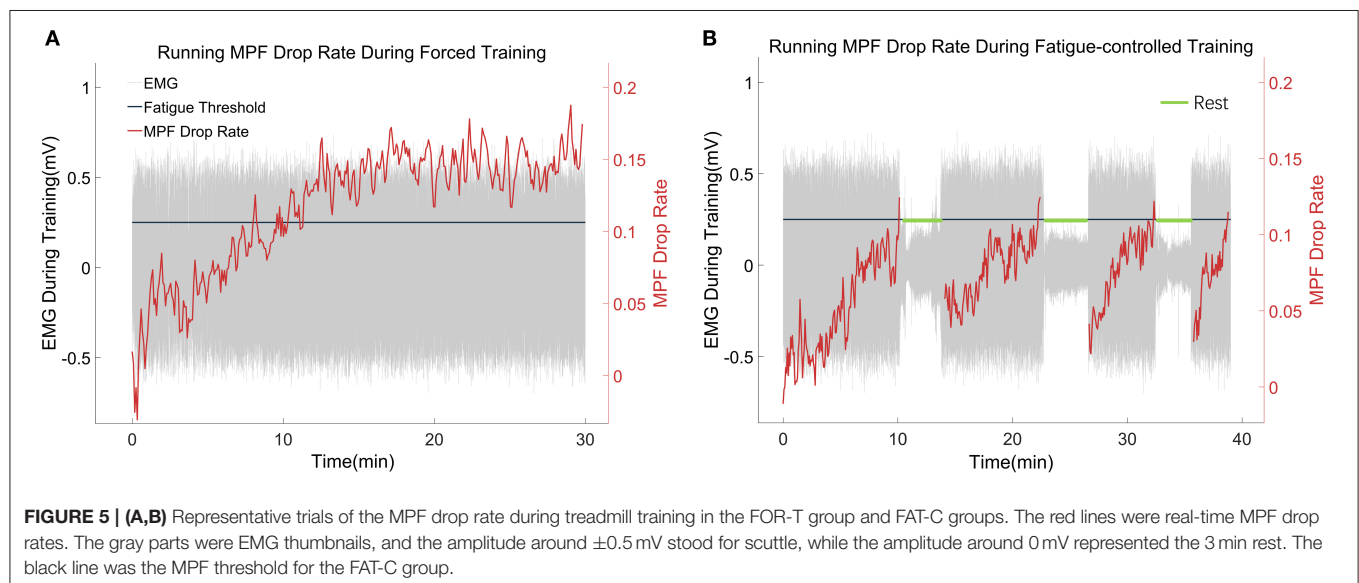 A
Running MPF Drop Rate During Forced Training
EMG
Fatigue Threshold
MPF Drop Rate
EMG During Training(mV)
1
0.5
0
-0.5
0.2
0.15
0.1
0.05
0
MPF Drop Rate
0 10 20 30
Time(min)
B
Running MPF Drop Rate During Fatigue-controlled Training
Rest
EMG During Training(mV)
1
0.5
0
-0.5
0.2
0.15
0.1
0.05
0
MPF Drop Rate
0 10 20 30 40
Time(min)
FIGURE 5 | (A,B) Representative trials of the MPF drop rate during treadmill training in the FOR-T group and FAT-C groups. The red lines were real-time MPF drop
rates. The gray parts were EMG thumbnails, and the amplitude around ±0.5 mV stood for scuttle, while the amplitude around 0 mV represented the 3 min rest. The
black line was the MPF threshold for the FAT-C group.